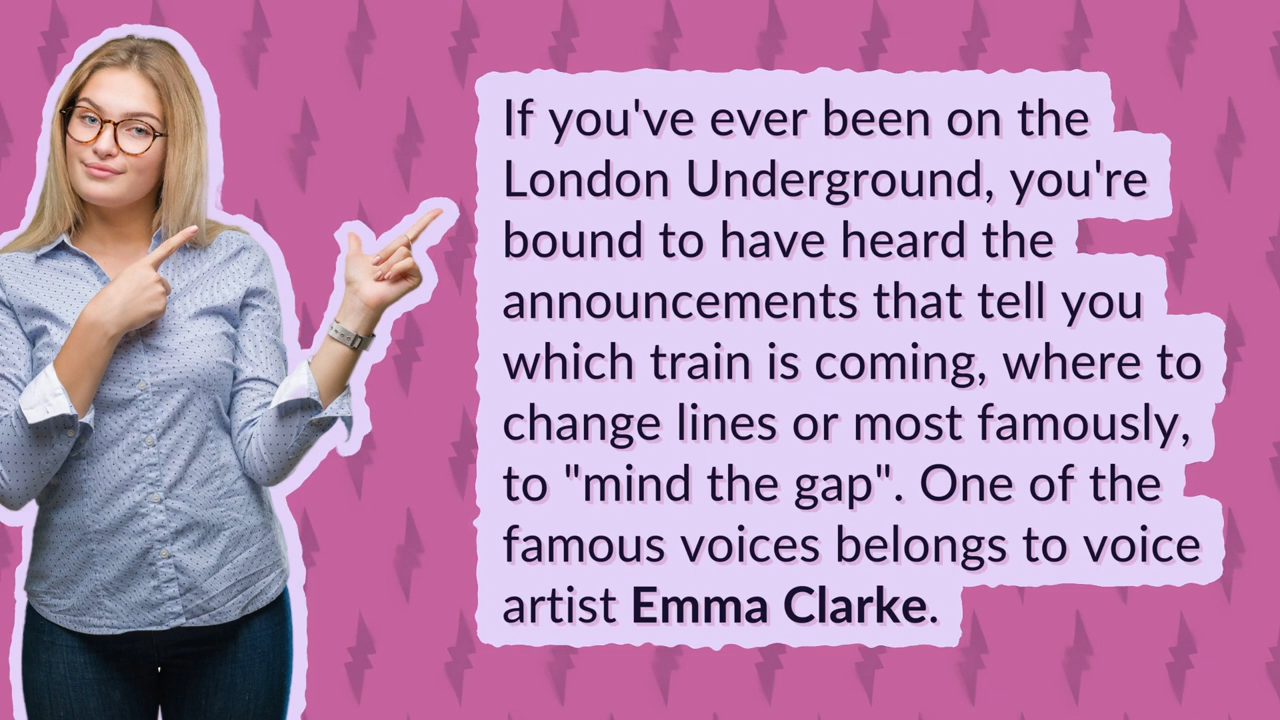 If you've ever been on the
London Underground, you're
bound to have heard the
announcements that tell you
which train is coming, where to
change lines or most famously,
to "mind the gap". One of the
famous voices belongs to voice
artist Emma Clarke.